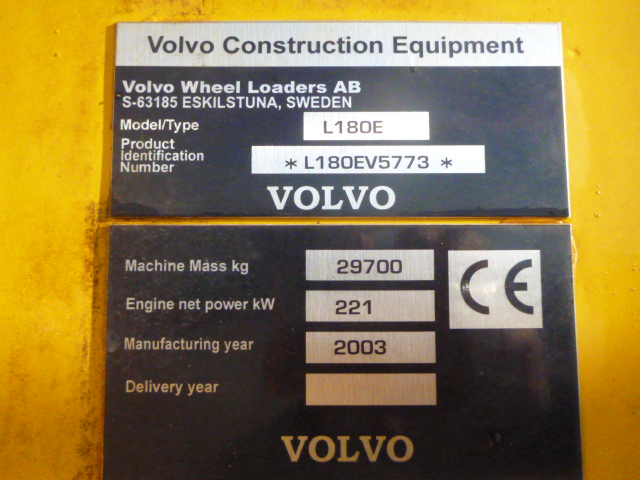 Volvo Construction Equipment
Volvo Wheel Loaders AB
S-63185 ESKILSTUNA, SWEDEN
Model/Type L180E
Product
Identification
Number * L180EV5773 *
VOLVO
Machine Mass kg 29700
Engine net power kW 221
Manufacturing year 2003
Delivery year
VOLVO
CE